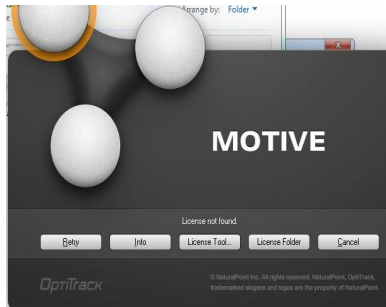 Arrange by: Folder
MOTIVE
License not found.
Retry Info License Tool... License Folder Cancel
OPTITRACK
© NaturalPoint Inc. All rights reserved. NaturalPoint, OptiTrack,
trademarked slogans and logos are the property of NaturalPoint.